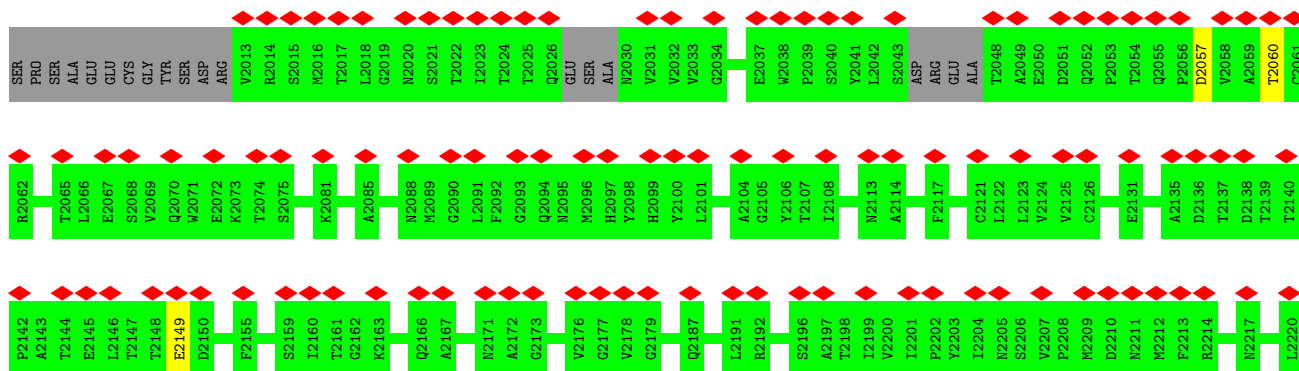 SER PRO SER ALA GLU GLU CYS GLY TYR SER ASP ARG V2013 R2014 S2015 M2016 T2017 L2018 G2019 N2020 S2021 T2022 I2023 T2024 T2025 Q2026 GLU SER ALA N2030 V2031 V2032 V2033 G2034 E2037 W2038 P2039 S2040 Y2041 L2042 S2043 ASP ARG GLU ALA T2048 A2049 E2050 D2051 Q2052 P2053 T2054 Q2055 P2056 D2057 V2058 A2059 T2060 C2061
R2062 T2065 L2066 E2067 S2068 V2069 Q2070 W2071 E2072 K2073 T2074 S2075 K2081 A2085 N2088 M2089 G2090 L2091 F2092 G2093 Q2094 N2095 M2096 H2097 Y2098 H2099 Y2100 L2101 A2104 G2105 Y2106 T2107 I2108 N2113 A2114 F2117 C2121 L2122 L2123 V2124 V2125 C2126 E2131 A2135 D2136 T2137 D2138 T2139 T2140
P2142 A2143 T2144 E2145 L2146 T2147 T2148 E2149 D2150 F2155 S2159 I2160 T2161 G2162 K2163 Q2166 A2167 N2171 A2172 G2173 V2176 G2177 V2178 G2179 Q2187 L2191 R2192 S2196 A2197 T2198 I2199 V2200 I2201 P2202 Y2203 I2204 N2205 S2206 V2207 P2208 M2209 D2210 N2211 M2212 F2213 R2214 N2217 L2220